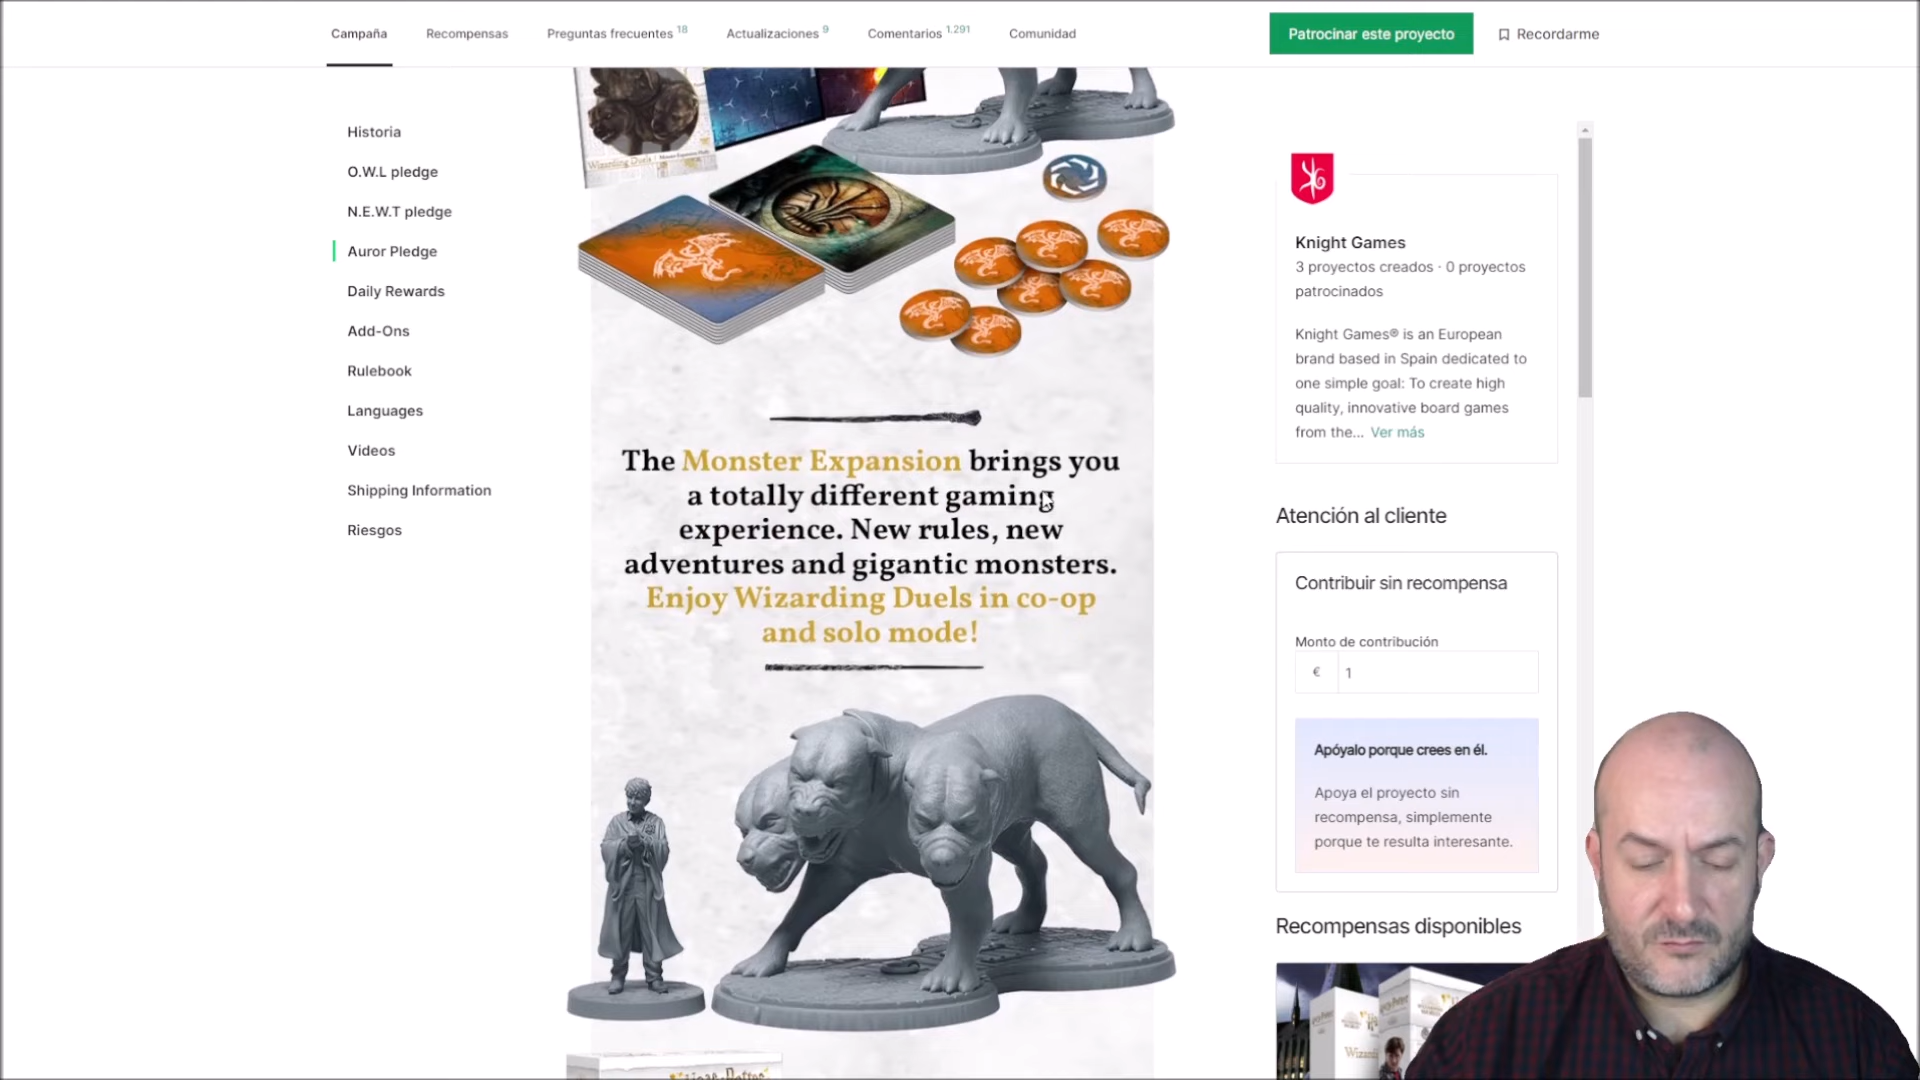 Campaña
Recompensas
Preguntas frecuentes 18
Actualizaciones 9
Comentarios 1.291
Comunidad
Patrocinar este proyecto
Recordarme
Historia
O.W.L pledge
N.E.W.T pledge
Auror Pledge
Daily Rewards
Add-Ons
Rulebook
Languages
Videos
Shipping Information
Riesgos
Wizarding Duels
The Monster Expansion brings you
a totally different gaming
experience. New rules, new
adventures and gigantic monsters.
Enjoy Wizarding Duels in co-op
and solo mode!
Knight Games
3 proyectos creados · 0 proyectos
patrocinados
Knight Games® is an European
brand based in Spain dedicated to
one simple goal: To create high
quality, innovative board games
from the... Ver más
Atención al cliente
Contribuir sin recompensa
Monto de contribución
€ 1
Apóyalo porque crees en él.
Apoya el proyecto sin
recompensa, simplemente
porque te resulta interesante.
Recompensas disponibles